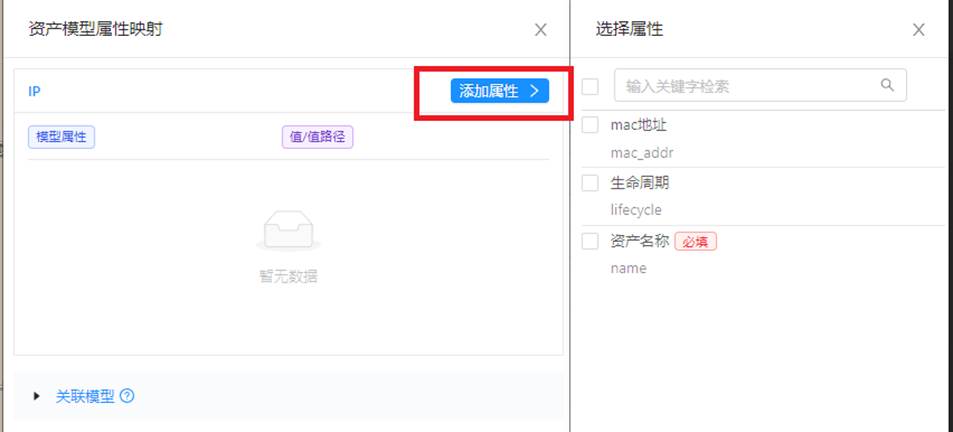 资产模型属性映射
IP
添加属性
模型属性
值/值路径
暂无数据
关联模型
选择属性
输入关键字检索
mac地址
mac_addr
生命周期
lifecycle
资产名称 必填
name